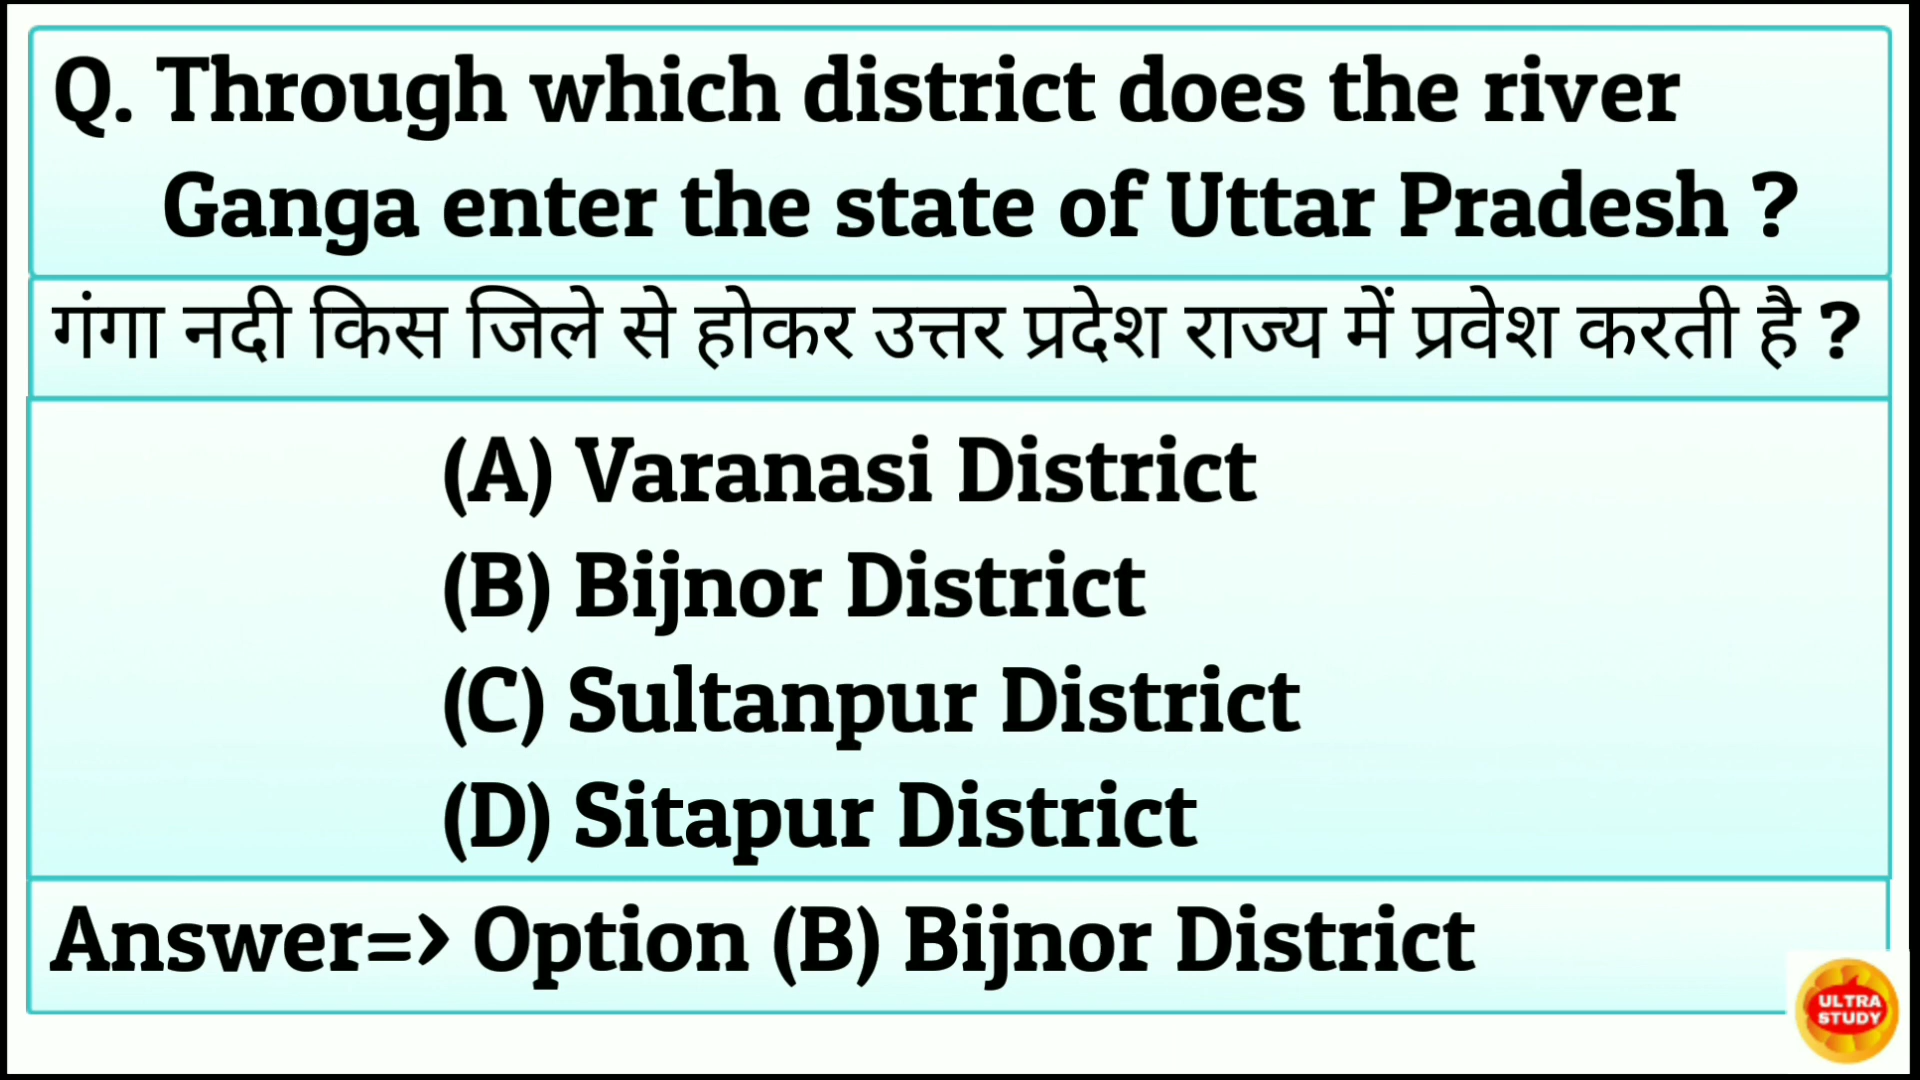 Q. Through which district does the river
Ganga enter the state of Uttar Pradesh ?
गंगा नदी किस जिले से होकर उत्तर प्रदेश राज्य में प्रवेश करती है ?
(A) Varanasi District
(B) Bijnor District
(C) Sultanpur District
(D) Sitapur District
Answer=> Option (B) Bijnor District
ULTRA
STUDY